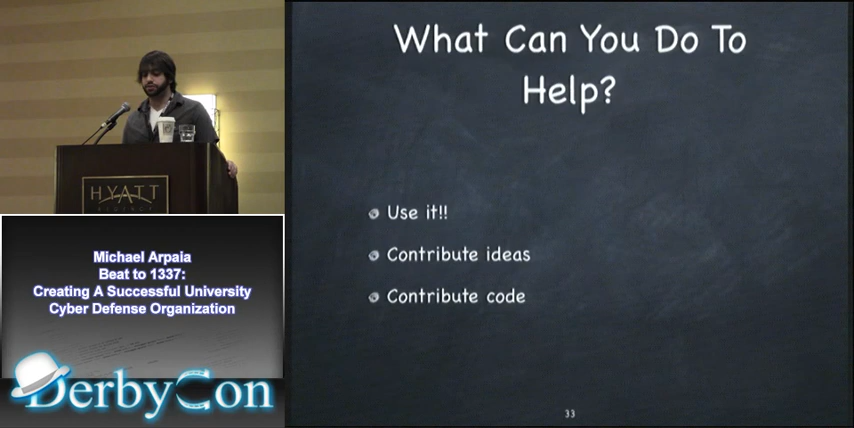 What Can You Do To
Help?
Use it!!
Contribute ideas
Contribute code
33
HYATT
REGENCY
Michael Arpaia
Beat to 1337:
Creating A Successful University
Cyber Defense Organization
DerbyCon